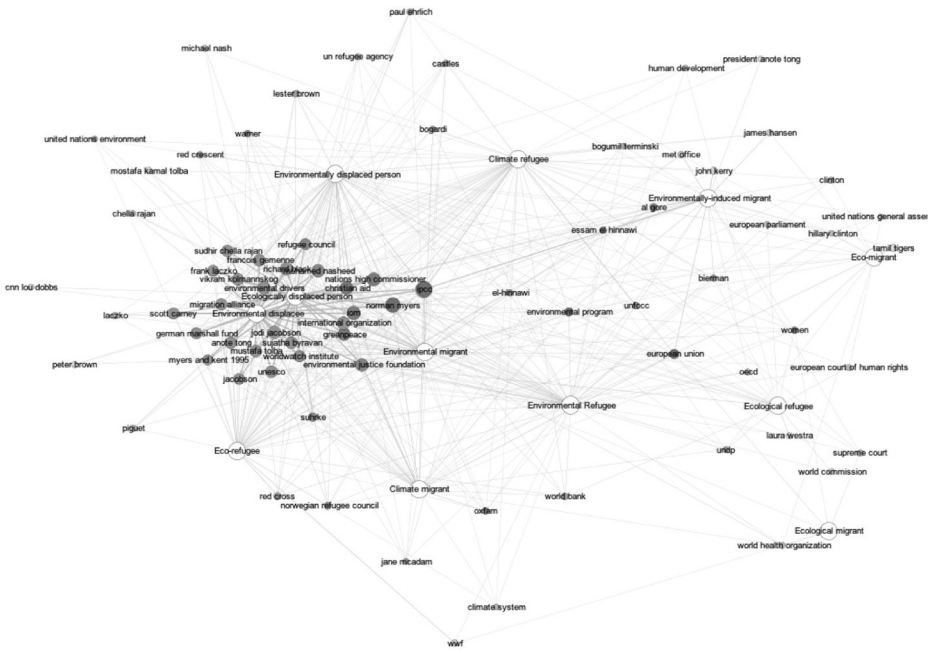 paul ehrlich
michael nash
un refugee agency
castles
president anote tong
human development
lester brown
bogardi
warner
james hansen
united nations environment
bogumil terminski
red crescent
met office
Climate refugee
mostafa kamal tolba
john kerry
Environmentally displaced person
clinton
Environmentally-induced migrant
al gore
chella rajan
united nations general asse
european parliament
essam el hinnawi
hillary clinton
refugee council
tamil tigers
sudhir chella rajan
Eco-migrant
francois gemenne
frank laczko
richard black
mohamed nasheed
vikram kolmannskog
nations high commissioner
bierman
cnn lou dobbs
environmental drivers
christian aid
ipcc
el-hinnawi
Ecologically displaced person
migration alliance
norman myers
unfccc
laczko
scott carney
Environmental displacee
iom
environmental program
international organization
women
german marshall fund
jodi jacobson
greenpeace
anote tong
sujatha byravan
mustafa tolba
Environmental migrant
european union
myers and kent 1995
worldwatch institute
peter brown
environmental justice foundation
european court of human rights
unesco
oecd
jacobson
Environmental Refugee
Ecological refugee
suhrke
piguet
laura westra
Eco-refugee
undp
supreme court
world commission
Climate migrant
red cross
world bank
norwegian refugee council
oxfam
Ecological migrant
world health organization
jane mcadam
climate system
wwf